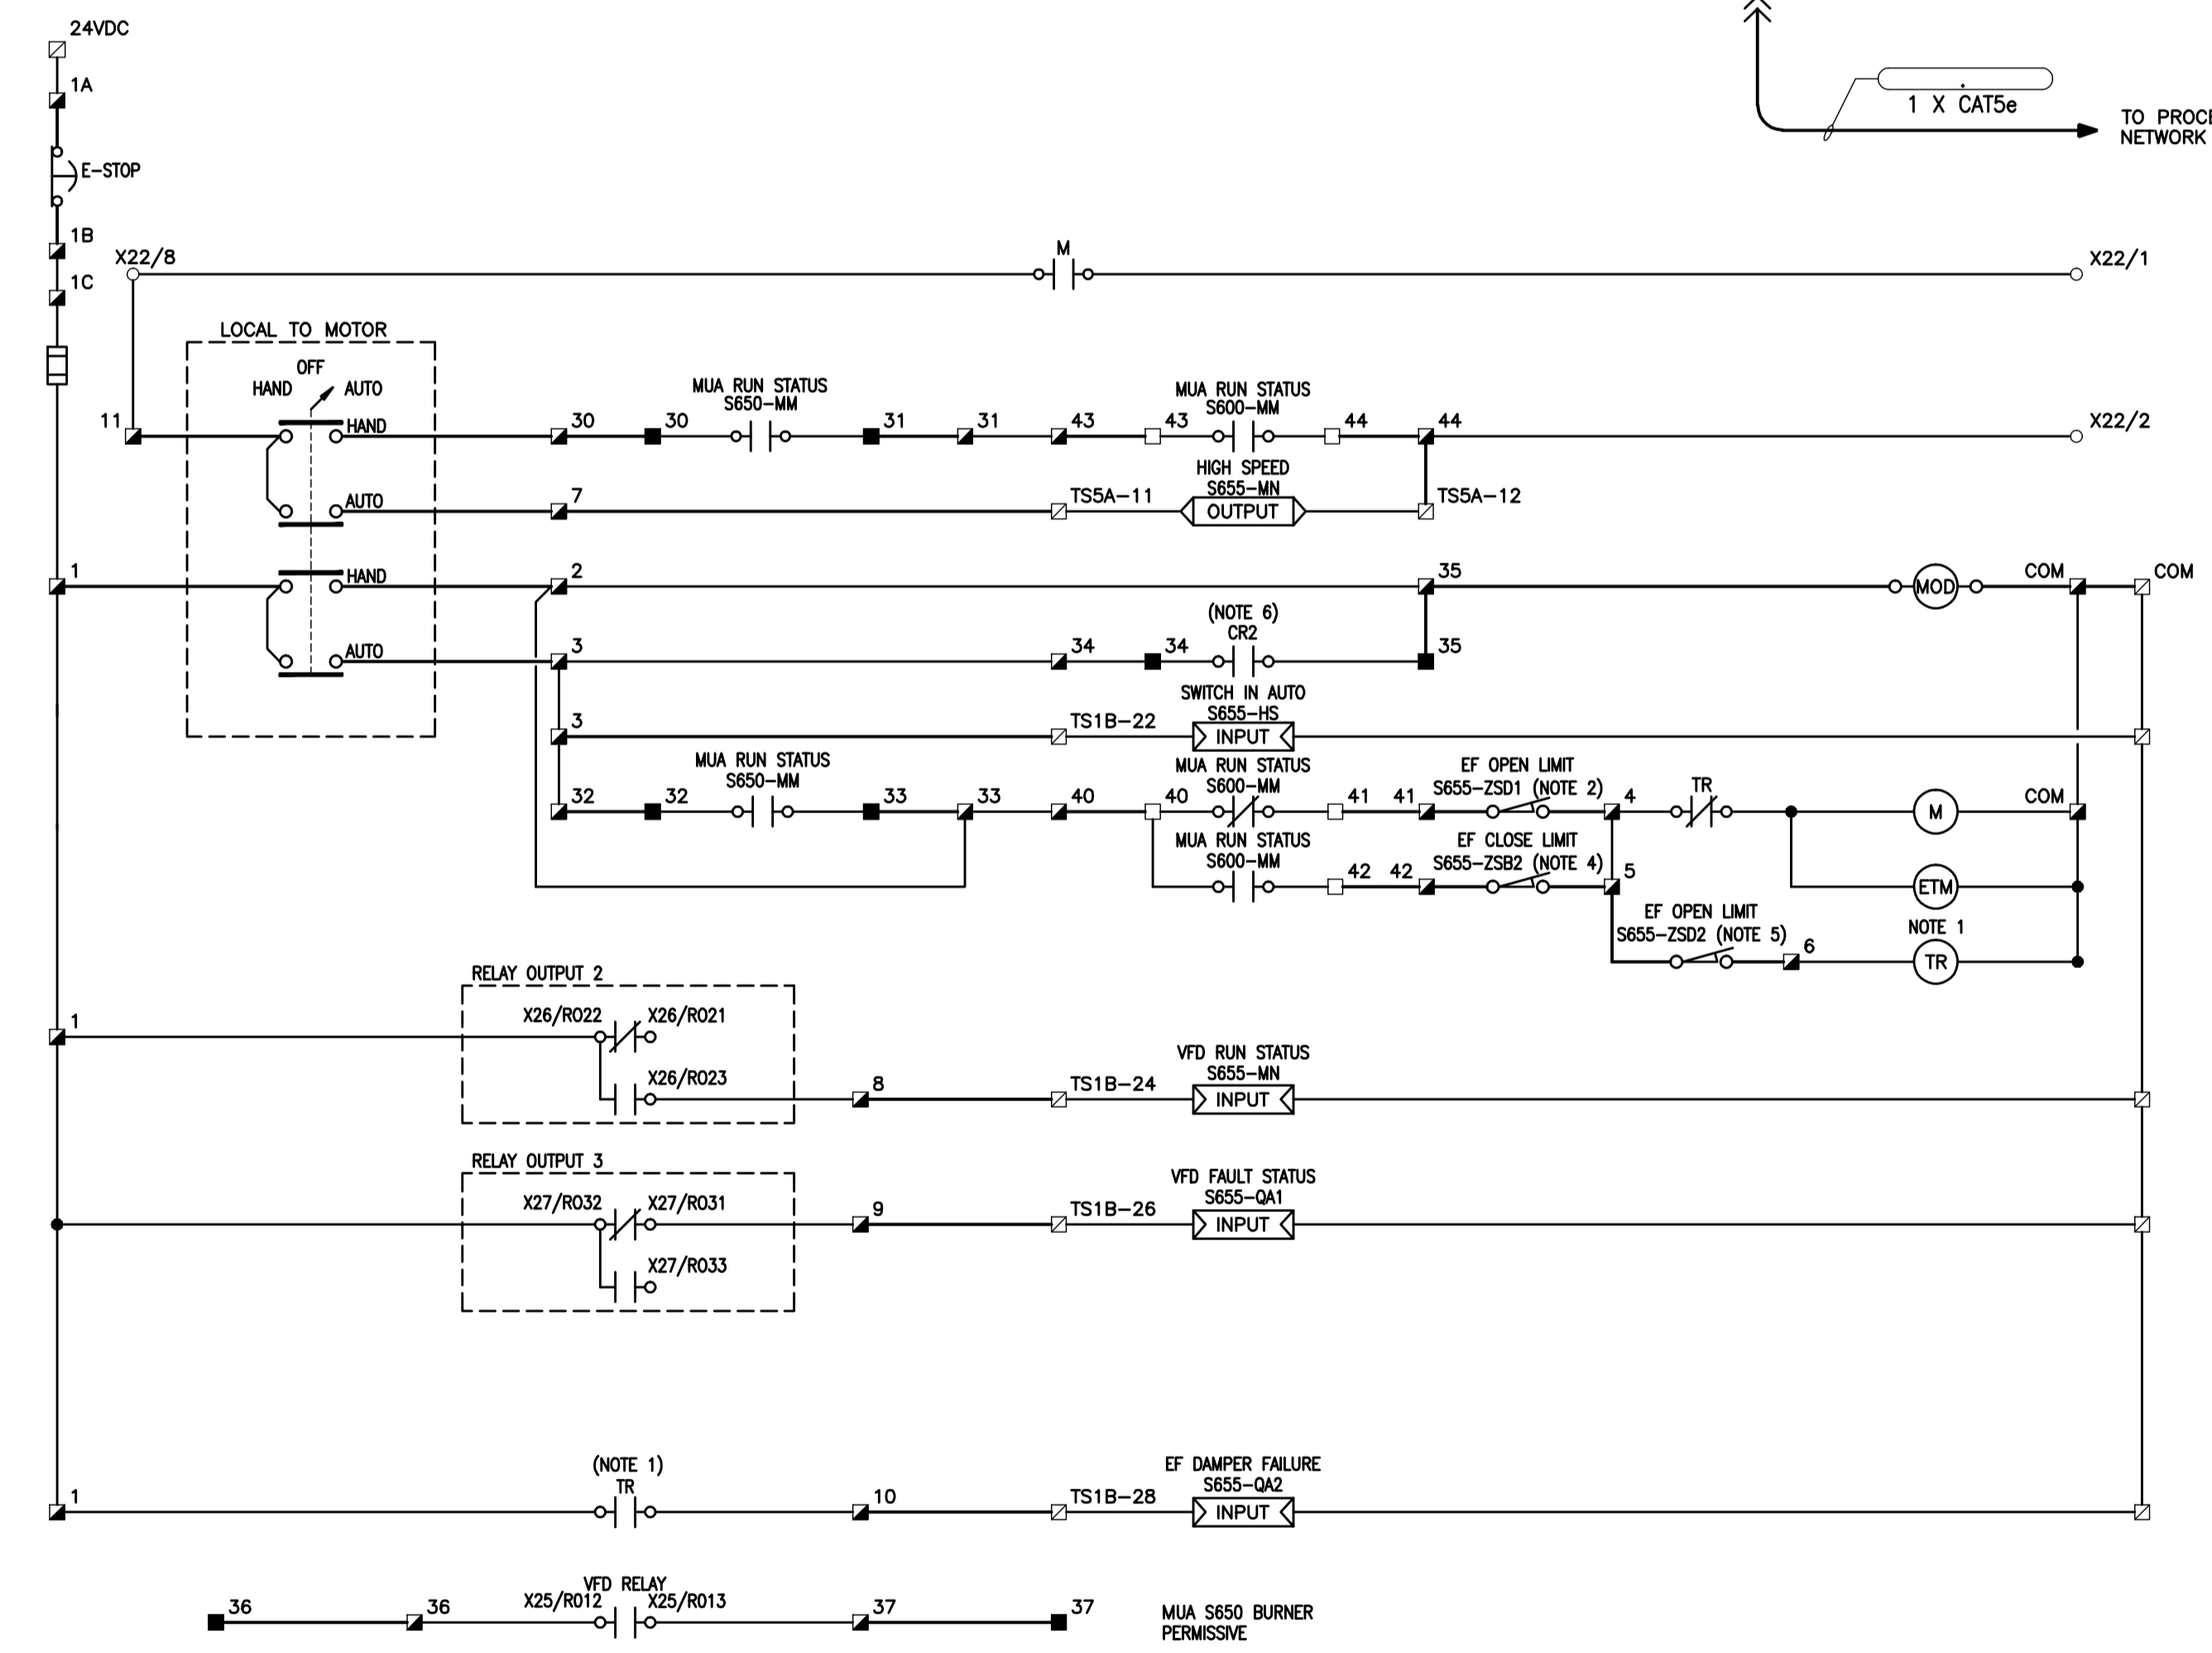 24VDC
1A
1 X CAT5e
TO PROCE
NETWORK
E-STOP
1B
X22/8
M
X22/1
1C
LOCAL TO MOTOR
OFF
HAND AUTO
MUA RUN STATUS
S650-MM
MUA RUN STATUS
S600-MM
11
HAND
30
30
31
31
43
43
44
44
X22/2
HIGH SPEED
S655-MN
AUTO
7
TS5A-11
OUTPUT
TS5A-12
1
HAND
2
35
MOD
COM
COM
(NOTE 6)
CR2
AUTO
3
34
34
35
SWITCH IN AUTO
S655-HS
3
TS1B-22
INPUT
MUA RUN STATUS
S650-MM
MUA RUN STATUS
S600-MM
EF OPEN LIMIT
S655-ZSD1 (NOTE 2)
TR
32
32
33
33
40
40
41
41
4
M
COM
MUA RUN STATUS
S600-MM
EF CLOSE LIMIT
S655-ZSB2 (NOTE 4)
42
42
5
ETM
EF OPEN LIMIT
S655-ZSD2 (NOTE 5)
6
NOTE 1
TR
RELAY OUTPUT 2
1
X26/RO22
X26/RO21
X26/RO23
8
TS1B-24
VFD RUN STATUS
S655-MN
INPUT
RELAY OUTPUT 3
X27/RO32
X27/RO31
9
TS1B-26
VFD FAULT STATUS
S655-QA1
INPUT
X27/RO33
(NOTE 1)
TR
1
10
TS1B-28
EF DAMPER FAILURE
S655-QA2
INPUT
VFD RELAY
36
36
X25/RO12
X25/RO13
37
37
MUA S650 BURNER
PERMISSIVE